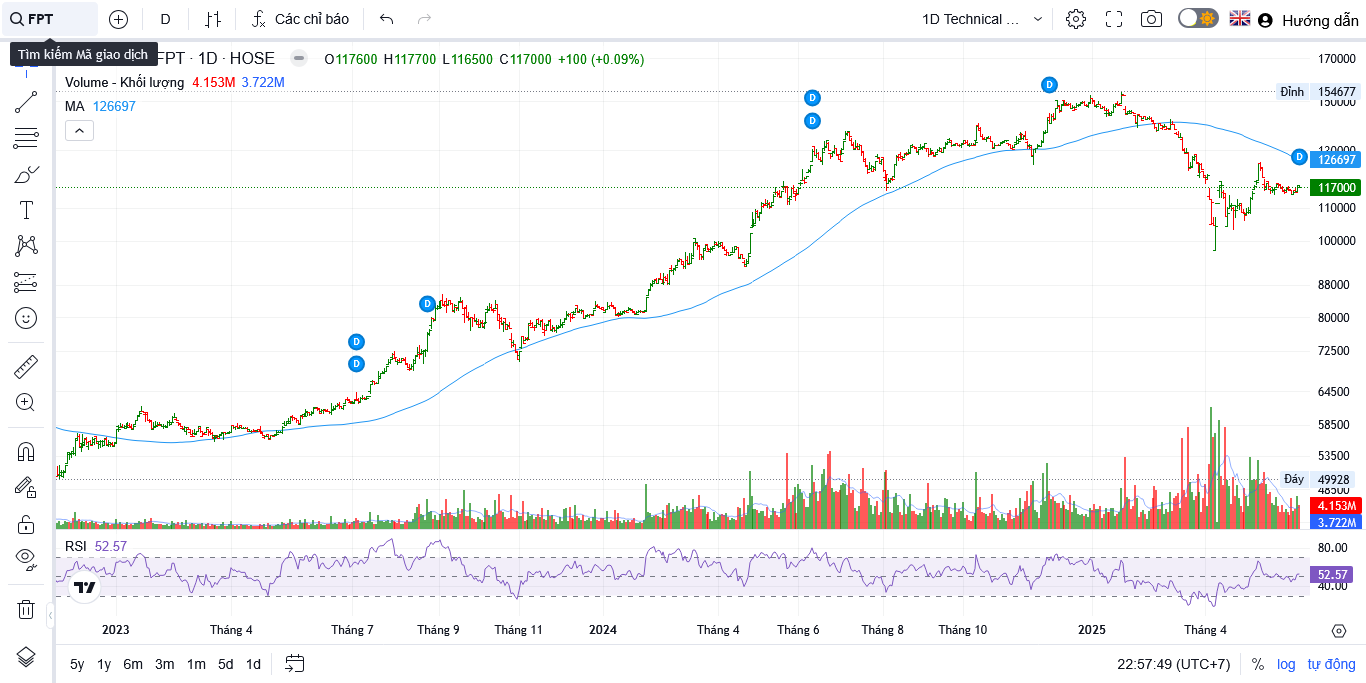 FPT
D
Các chỉ báo
1D Technical ...
Hướng dẫn
Tìm kiếm Mã giao dịch
FPT · 1D · HOSE
O117600 H117700 L116500 C117000 +100 (+0.09%)
Volume - Khối lượng 4.153M 3.722M
MA 126697
170000
Đỉnh 154677
150000
D
D
D
D
D
D
D
130000
126697
117000
110000
100000
88000
80000
72500
64500
58500
53500
Đáy 49928
48500
4.153M
3.722M
RSI 52.57
80.00
52.57
40.00
2023 Tháng 4 Tháng 7 Tháng 9 Tháng 11 2024 Tháng 4 Tháng 6 Tháng 8 Tháng 10 2025 Tháng 4
5y 1y 6m 3m 1m 5d 1d
22:57:49 (UTC+7) % log tự động